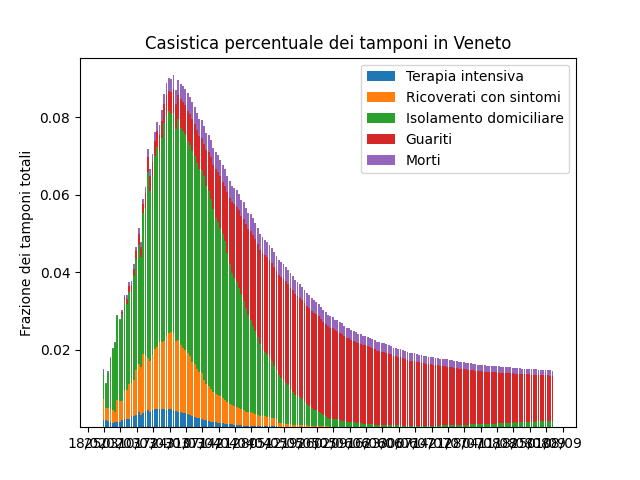 Casistica percentuale dei tamponi in Veneto
Terapia intensiva
Ricoverati con sintomi
Isolamento domiciliare
Guariti
Morti
Frazione dei tamponi totali
0.08
0.06
0.04
0.02